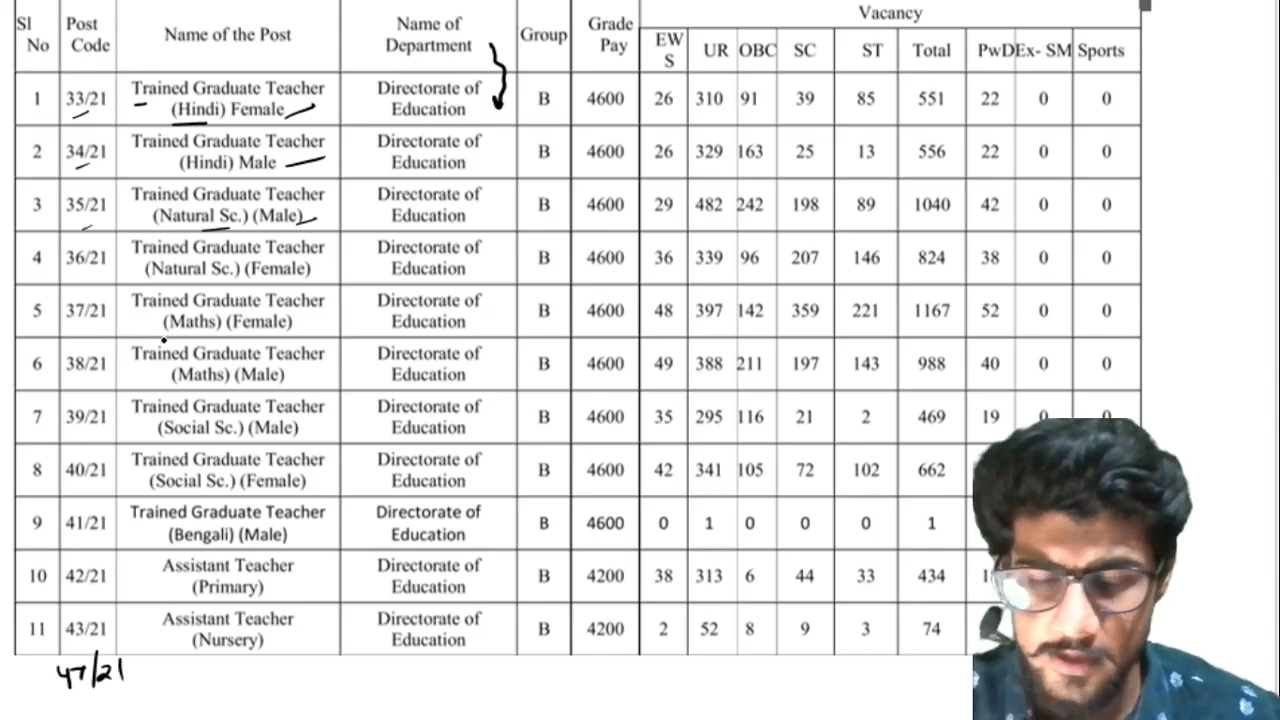 Sl No Post Code Name of the Post Name of Department Group Grade Pay Vacancy
EWS UR OBC SC ST Total PwD Ex- SM Sports
1 33/21 Trained Graduate Teacher (Hindi) Female Directorate of Education B 4600 26 310 91 39 85 551 22 0 0
2 34/21 Trained Graduate Teacher (Hindi) Male Directorate of Education B 4600 26 329 163 25 13 556 22 0 0
3 35/21 Trained Graduate Teacher (Natural Sc.) (Male) Directorate of Education B 4600 29 482 242 198 89 1040 42 0 0
4 36/21 Trained Graduate Teacher (Natural Sc.) (Female) Directorate of Education B 4600 36 339 96 207 146 824 38 0 0
5 37/21 Trained Graduate Teacher (Maths) (Female) Directorate of Education B 4600 48 397 142 359 221 1167 52 0 0
6 38/21 Trained Graduate Teacher (Maths) (Male) Directorate of Education B 4600 49 388 211 197 143 988 40 0 0
7 39/21 Trained Graduate Teacher (Social Sc.) (Male) Directorate of Education B 4600 35 295 116 21 2 469 19 0 0
8 40/21 Trained Graduate Teacher (Social Sc.) (Female) Directorate of Education B 4600 42 341 105 72 102 662
9 41/21 Trained Graduate Teacher (Bengali) (Male) Directorate of Education B 4600 0 1 0 0 0 1
10 42/21 Assistant Teacher (Primary) Directorate of Education B 4200 38 313 6 44 33 434
11 43/21 Assistant Teacher (Nursery) Directorate of Education B 4200 2 52 8 9 3 74
47/21